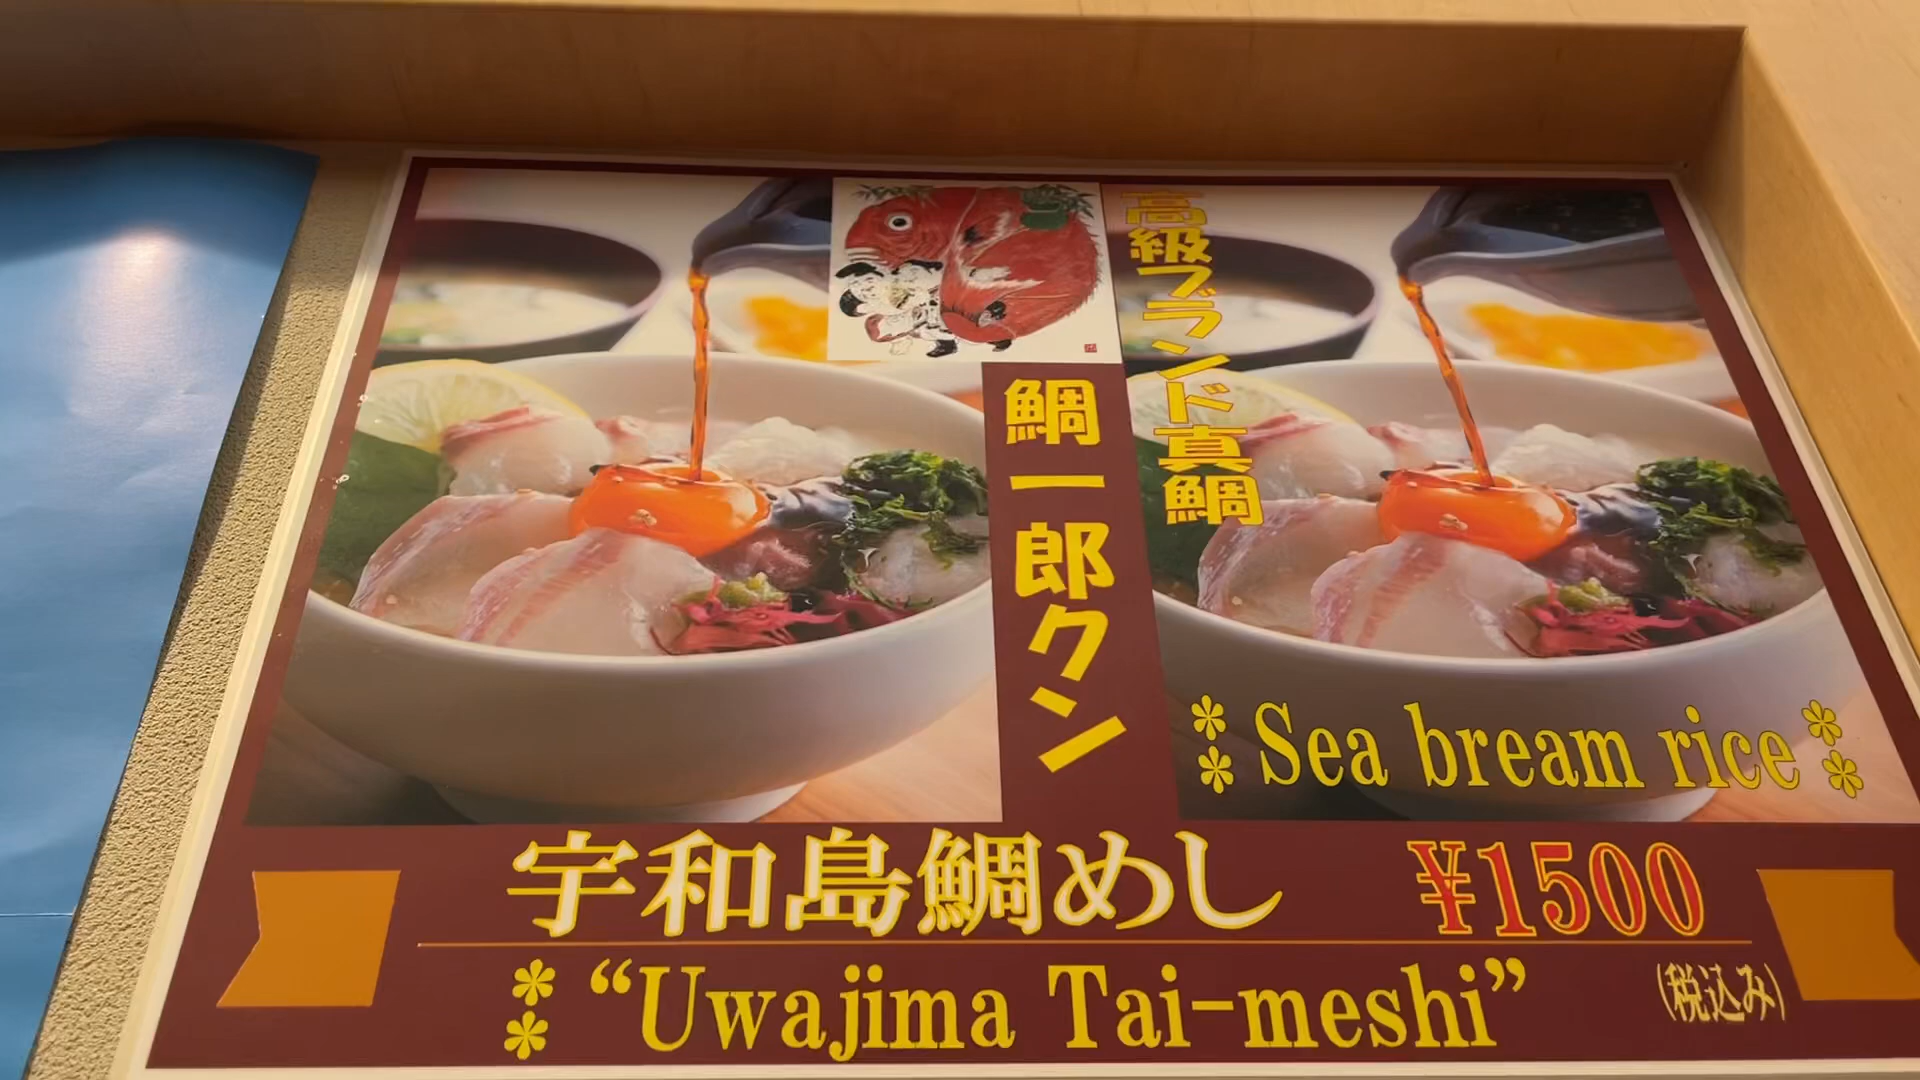 高級ブランド真鯛
鯛一郎クン
Sea bream rice
宇和島鯛めし ¥1500
“Uwajima Tai-meshi” (税込み)